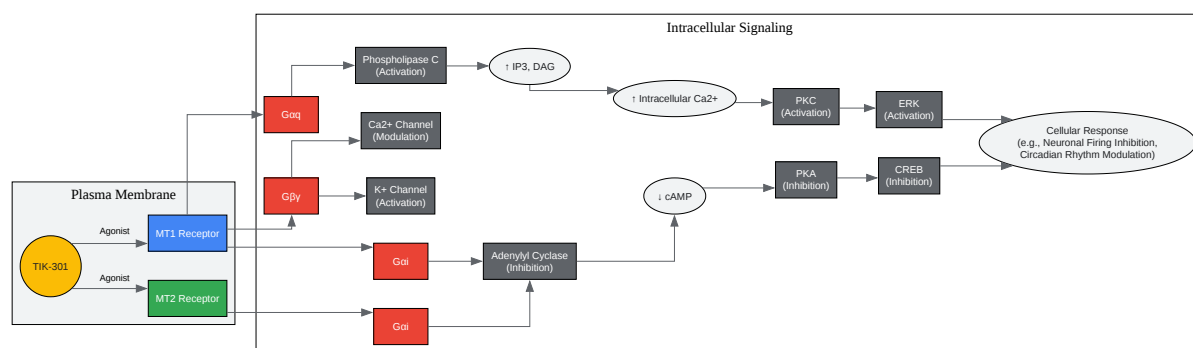 Intracellular Signaling
Phospholipase C
(Activation)
↑ IP3, DAG
↑ Intracellular Ca2+
PKC
(Activation)
ERK
(Activation)
Gαq
Ca2+ Channel
(Modulation)
Cellular Response
(e.g., Neuronal Firing Inhibition,
Circadian Rhythm Modulation)
Gβγ
K+ Channel
(Activation)
↓ cAMP
PKA
(Inhibition)
CREB
(Inhibition)
Plasma Membrane
TIK-301
Agonist
MT1 Receptor
Agonist
MT2 Receptor
Gαi
Adenylyl Cyclase
(Inhibition)
Gαi